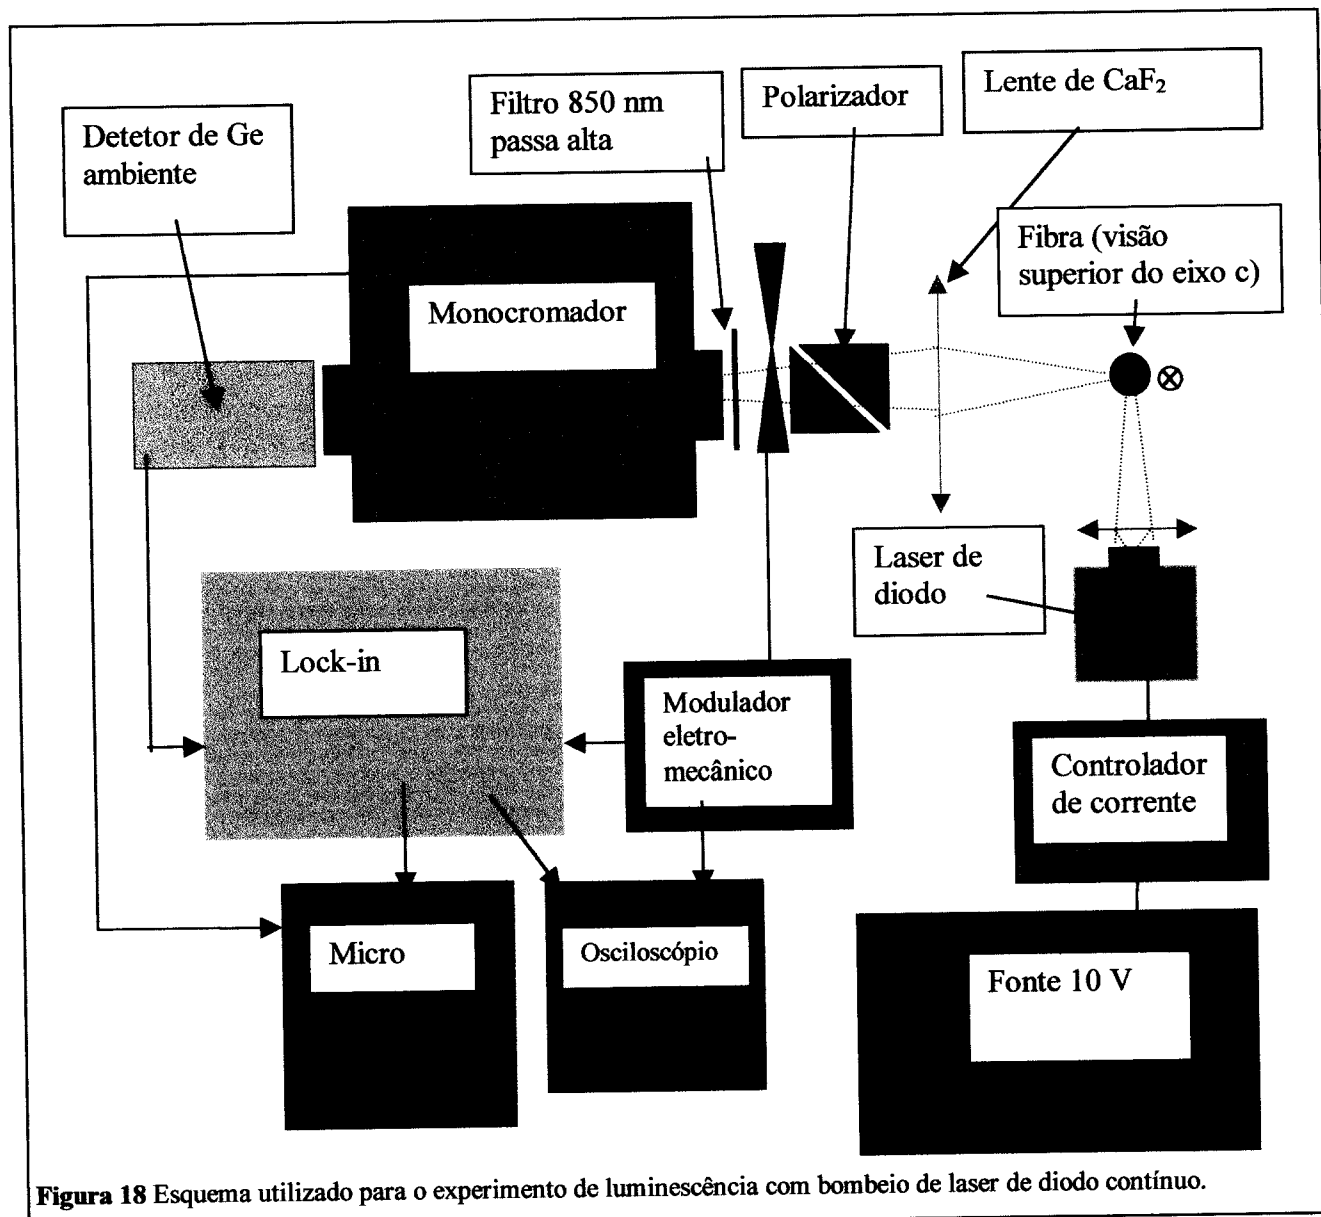 Lente de CaF₂
Polarizador
Filtro 850 nm
passa alta
Detetor de Ge
ambiente
Fibra (visão
superior do eixo c)
Monocromador
Laser de
diodo
Lock-in
Modulador
eletro-
mecânico
Controlador
de corrente
Micro
Osciloscópio
Fonte 10 V
Figura 18 Esquema utilizado para o experimento de luminescência com bombeio de laser de diodo contínuo.